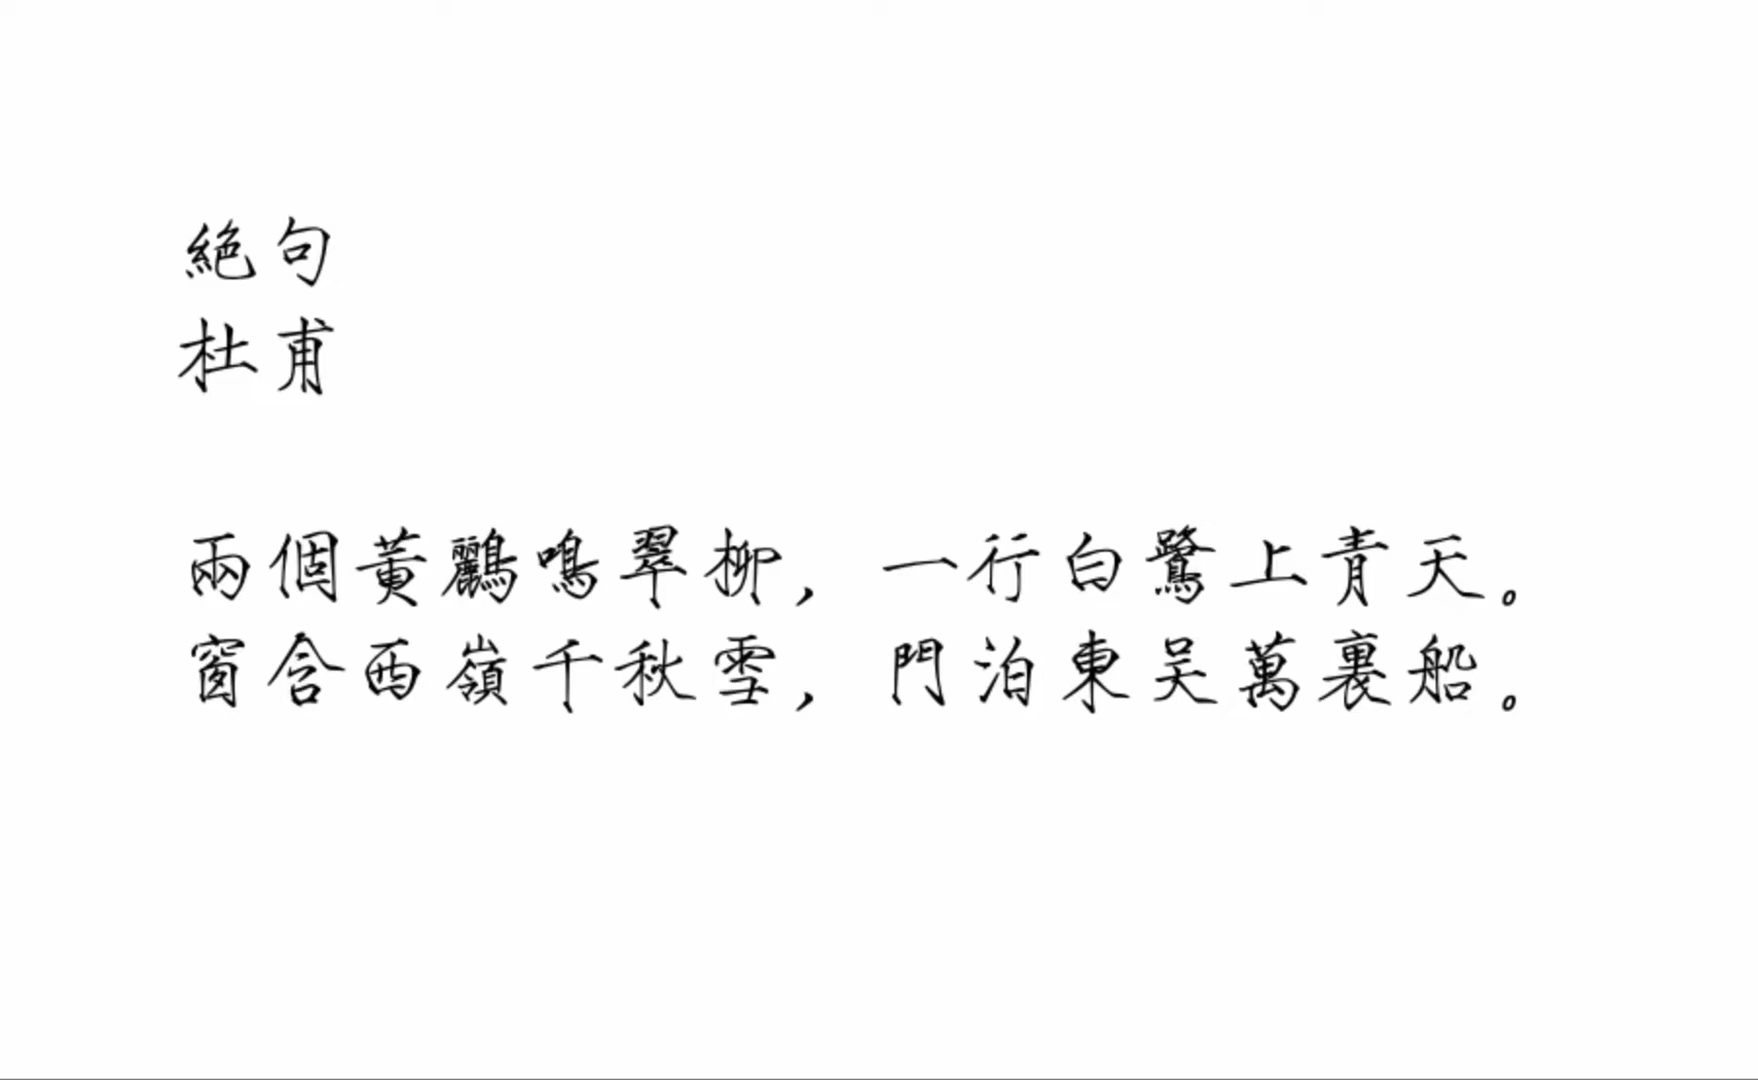 絕句
杜甫
兩個黃鸝鳴翠柳，一行白鷺上青天。
窗含西嶺千秋雪，門泊東吳萬裏船。